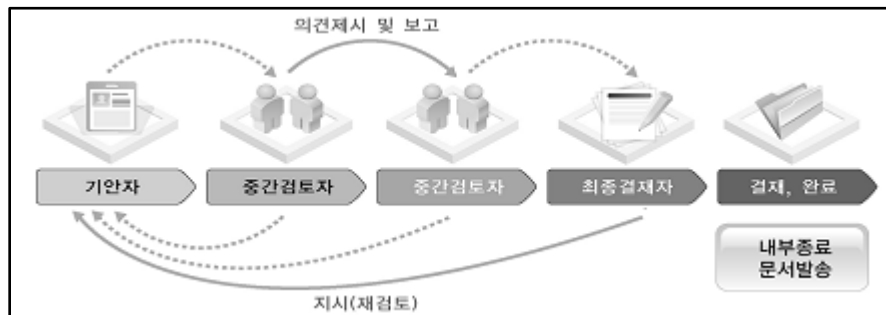 의견제시 및 보고
기안자
중간검토자
중간검토자
최종결재자
결재, 완료
내부종료
문서발송
지시(재검토)